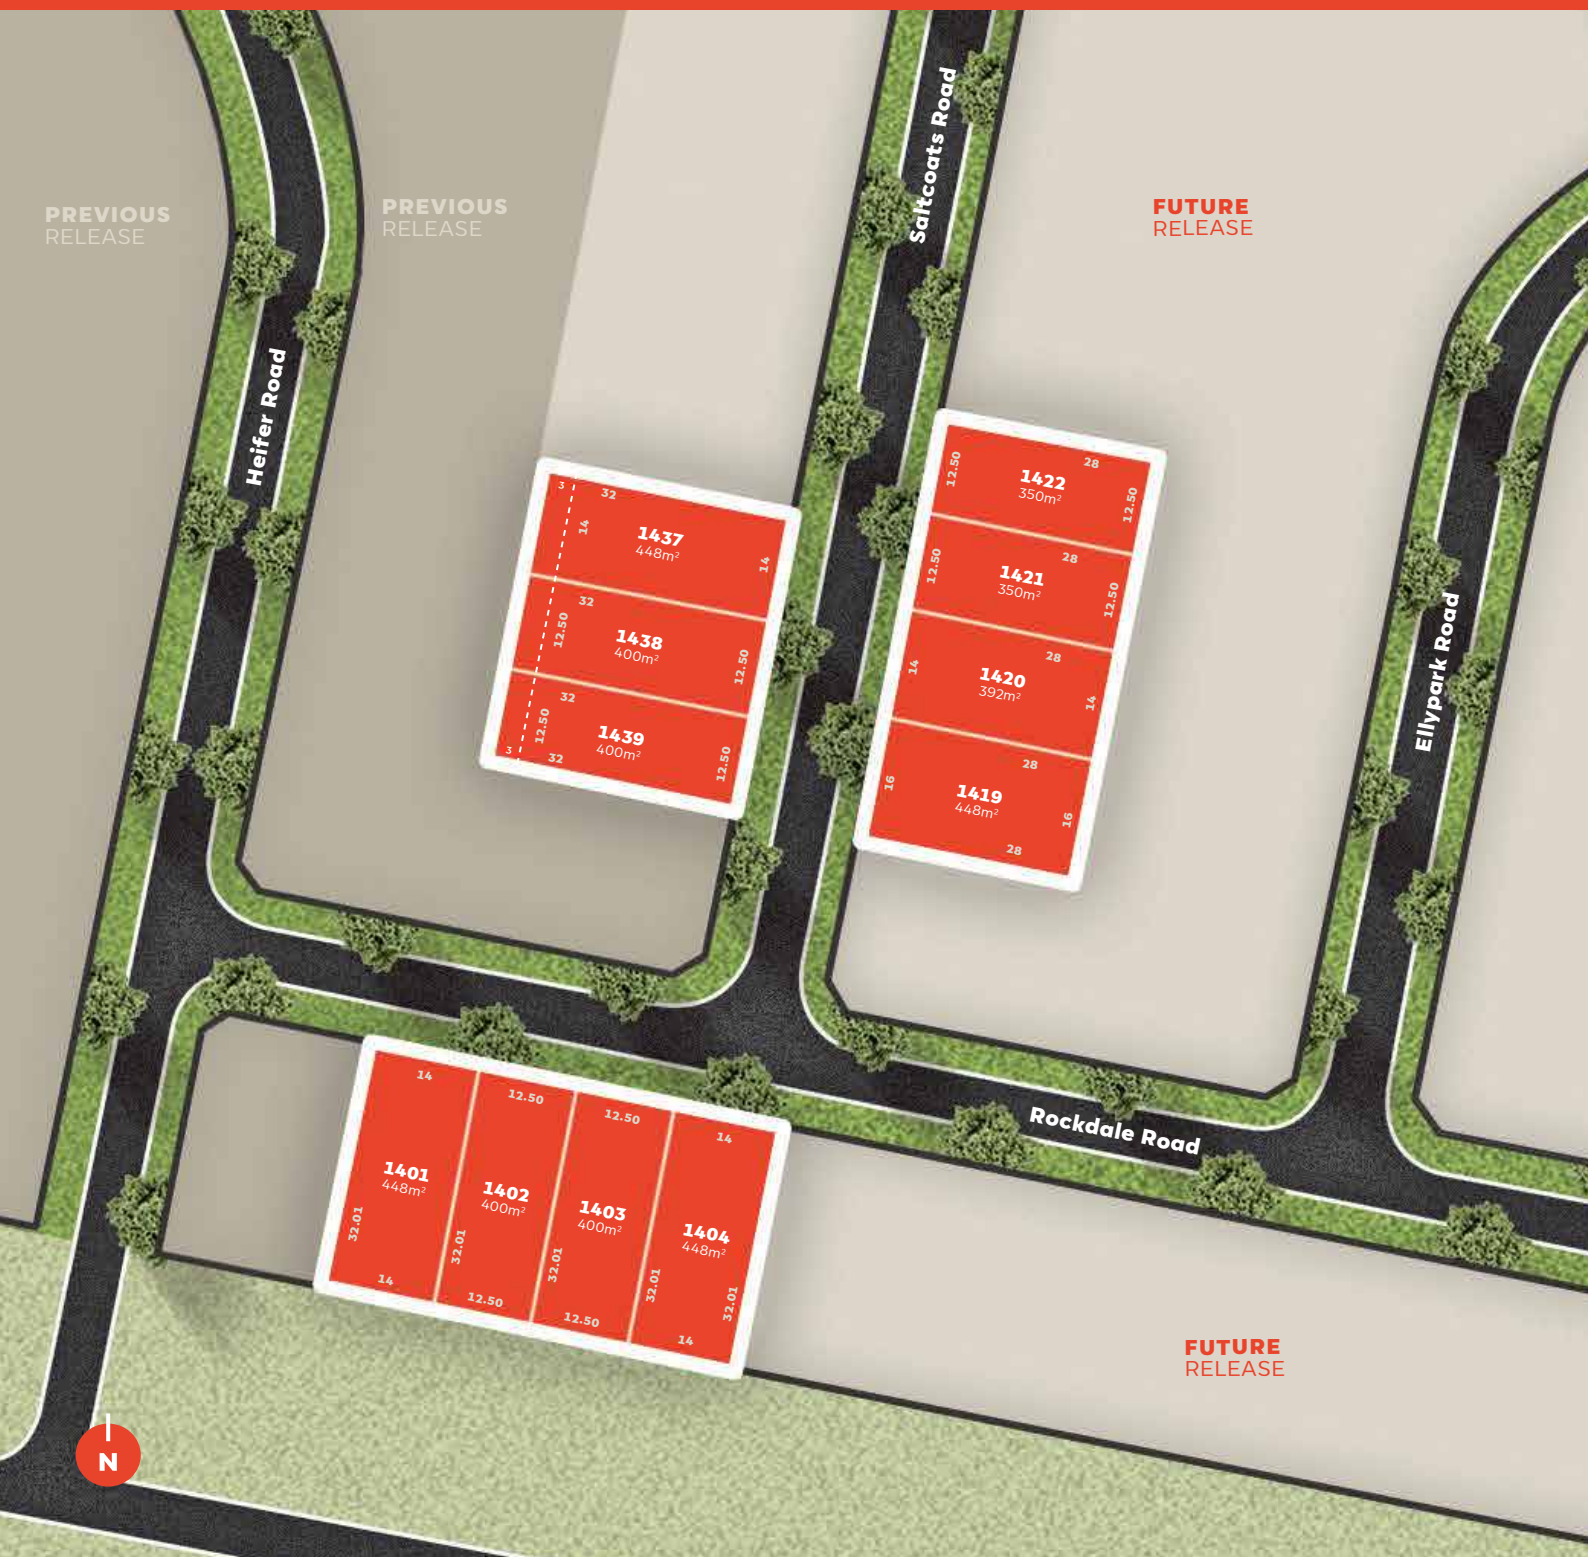 Saltcoats Road
PREVIOUS
RELEASE
PREVIOUS
RELEASE
FUTURE
RELEASE
Heifer Road
Ellypark Road
12.50
28
1422
350m²
12.50
12.50
28
1421
350m²
12.50
14
28
1420
392m²
14
16
28
1419
448m²
16
28
3
32
14
1437
448m²
14
32
12.50
1438
400m²
12.50
32
12.50
1439
400m²
12.50
3
32
Rockdale Road
14
12.50
12.50
14
1401
448m²
1402
400m²
1403
400m²
1404
448m²
32.01
32.01
32.01
32.01
32.01
14
12.50
12.50
14
FUTURE
RELEASE
N